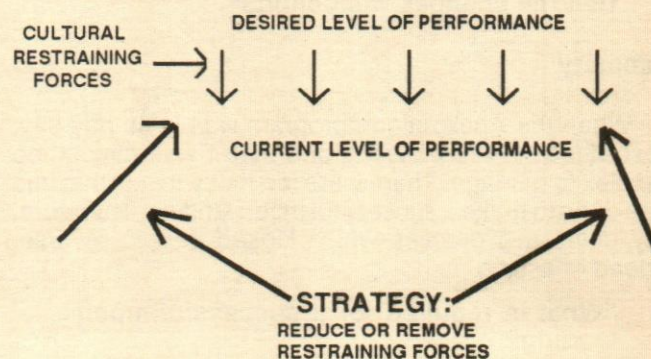 DESIRED LEVEL OF PERFORMANCE
CULTURAL
RESTRAINING
FORCES
CURRENT LEVEL OF PERFORMANCE
STRATEGY:
REDUCE OR REMOVE
RESTRAINING FORCES